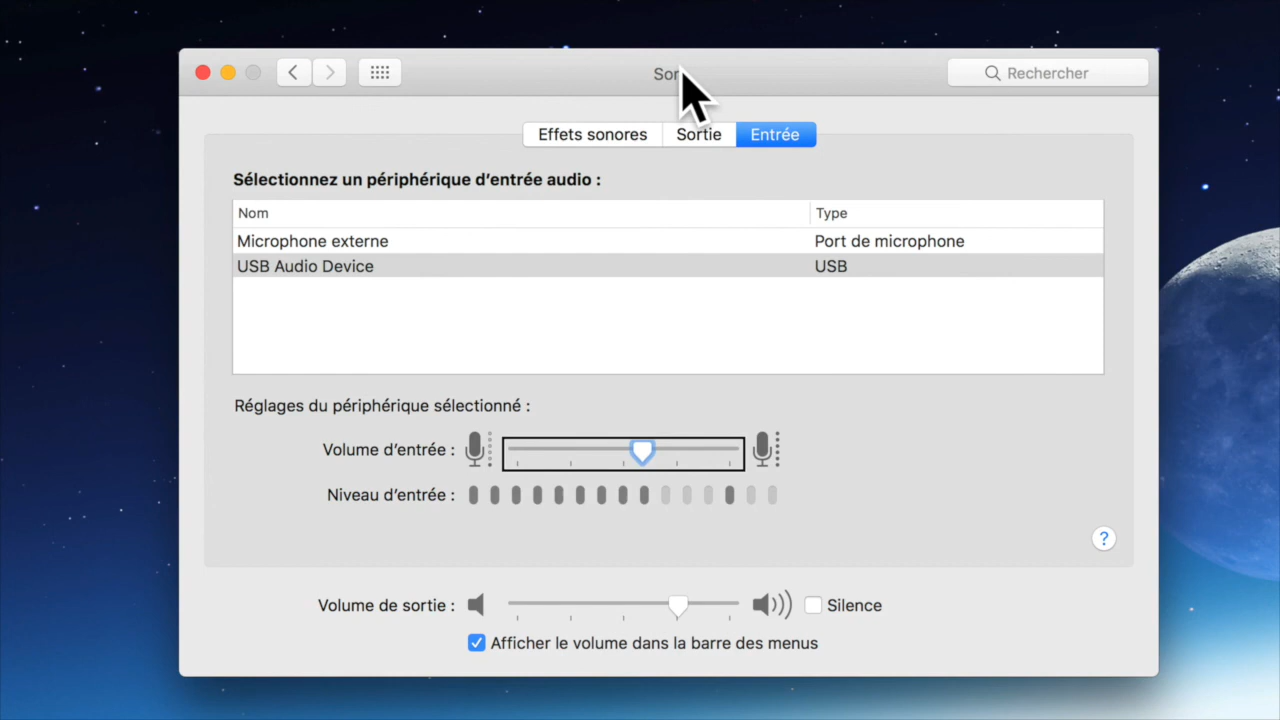 Rechercher
Effets sonores Sortie Entrée
Sélectionnez un périphérique d'entrée audio :
Nom Type
Microphone externe Port de microphone
USB Audio Device USB
Réglages du périphérique sélectionné :
Volume d'entrée :
Niveau d'entrée :
?
Volume de sortie : Silence
Afficher le volume dans la barre des menus